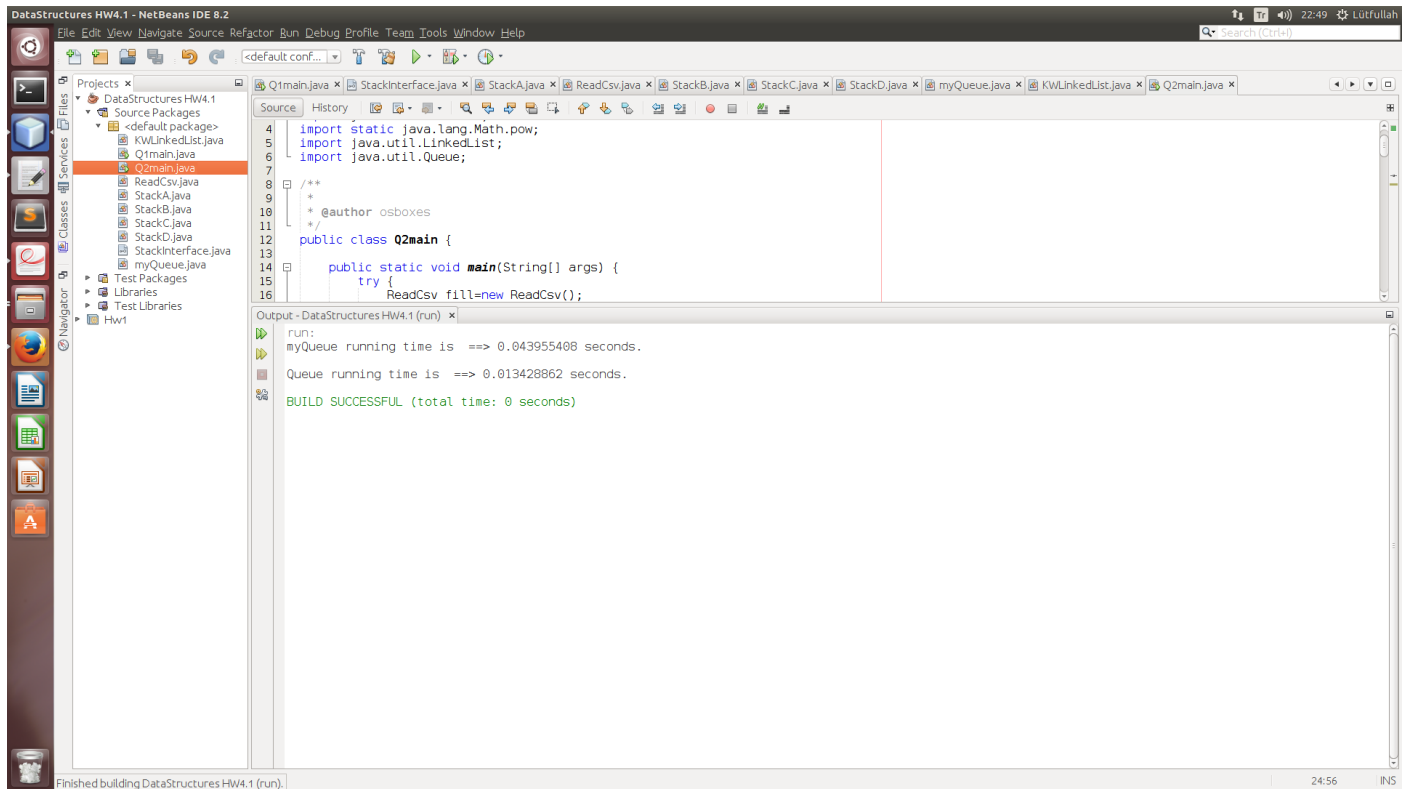 DataStructures HW4.1 - NetBeans IDE 8.2
Tr 22:49 Lütfullah
File Edit View Navigate Source Refactor Run Debug Profile Team Tools Window Help
Search (Ctrl+I)
<default conf...
Projects
Q1main.java StackInterface.java StackA.java ReadCsv.java StackB.java StackC.java StackD.java myQueue.java KWLinkedList.java Q2main.java
Files
Services
Classes
Navigator
DataStructures HW4.1
Source Packages
<default package>
KWLinkedList.java
Q1main.java
Q2main.java
ReadCsv.java
StackA.java
StackB.java
StackC.java
StackD.java
StackInterface.java
myQueue.java
Test Packages
Libraries
Test Libraries
Hw1
Source History
4 import static java.lang.Math.pow;
5 import java.util.LinkedList;
6 import java.util.Queue;
7
8 /**
9 *
10 * @author osboxes
11 */
12 public class Q2main {
13
14 public static void main(String[] args) {
15 try {
16 ReadCsv fill=new ReadCsv();
Output - DataStructures HW4.1 (run)
run:
myQueue running time is ==> 0.043955408 seconds.
Queue running time is ==> 0.013428862 seconds.
BUILD SUCCESSFUL (total time: 0 seconds)
Finished building DataStructures HW4.1 (run).
24:56 INS